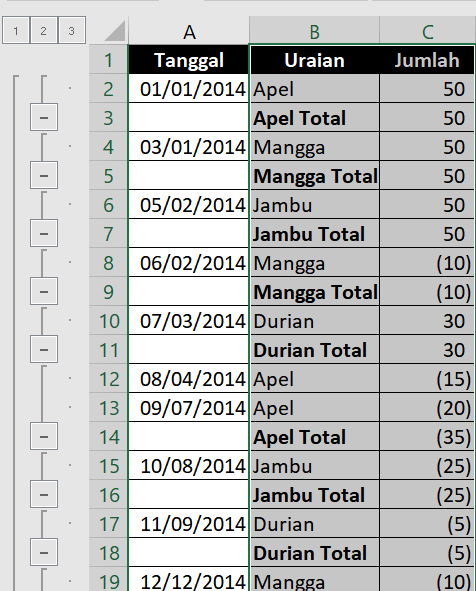 1 2 3 A B C
1 Tanggal Uraian Jumlah
2 01/01/2014 Apel 50
3 Apel Total 50
4 03/01/2014 Mangga 50
5 Mangga Total 50
6 05/02/2014 Jambu 50
7 Jambu Total 50
8 06/02/2014 Mangga (10)
9 Mangga Total (10)
10 07/03/2014 Durian 30
11 Durian Total 30
12 08/04/2014 Apel (15)
13 09/07/2014 Apel (20)
14 Apel Total (35)
15 10/08/2014 Jambu (25)
16 Jambu Total (25)
17 11/09/2014 Durian (5)
18 Durian Total (5)
19 12/12/2014 Mangga (10)